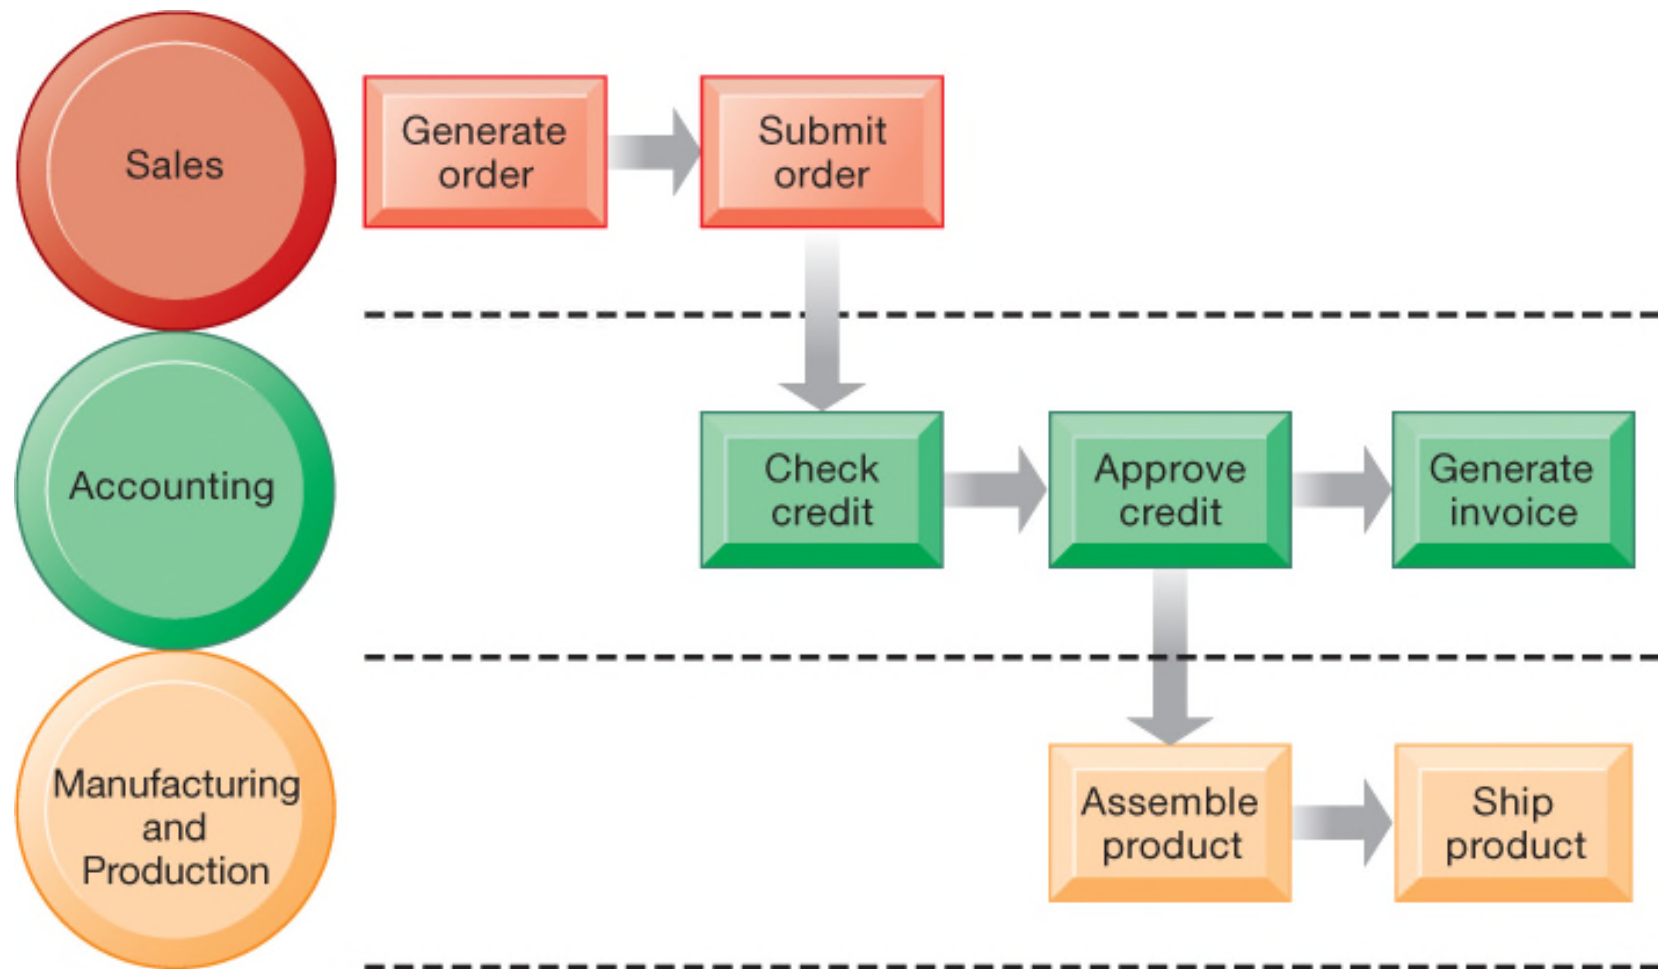 Sales
Generate
order
Submit
order
Accounting
Check
credit
Approve
credit
Generate
invoice
Manufacturing
and
Production
Assemble
product
Ship
product